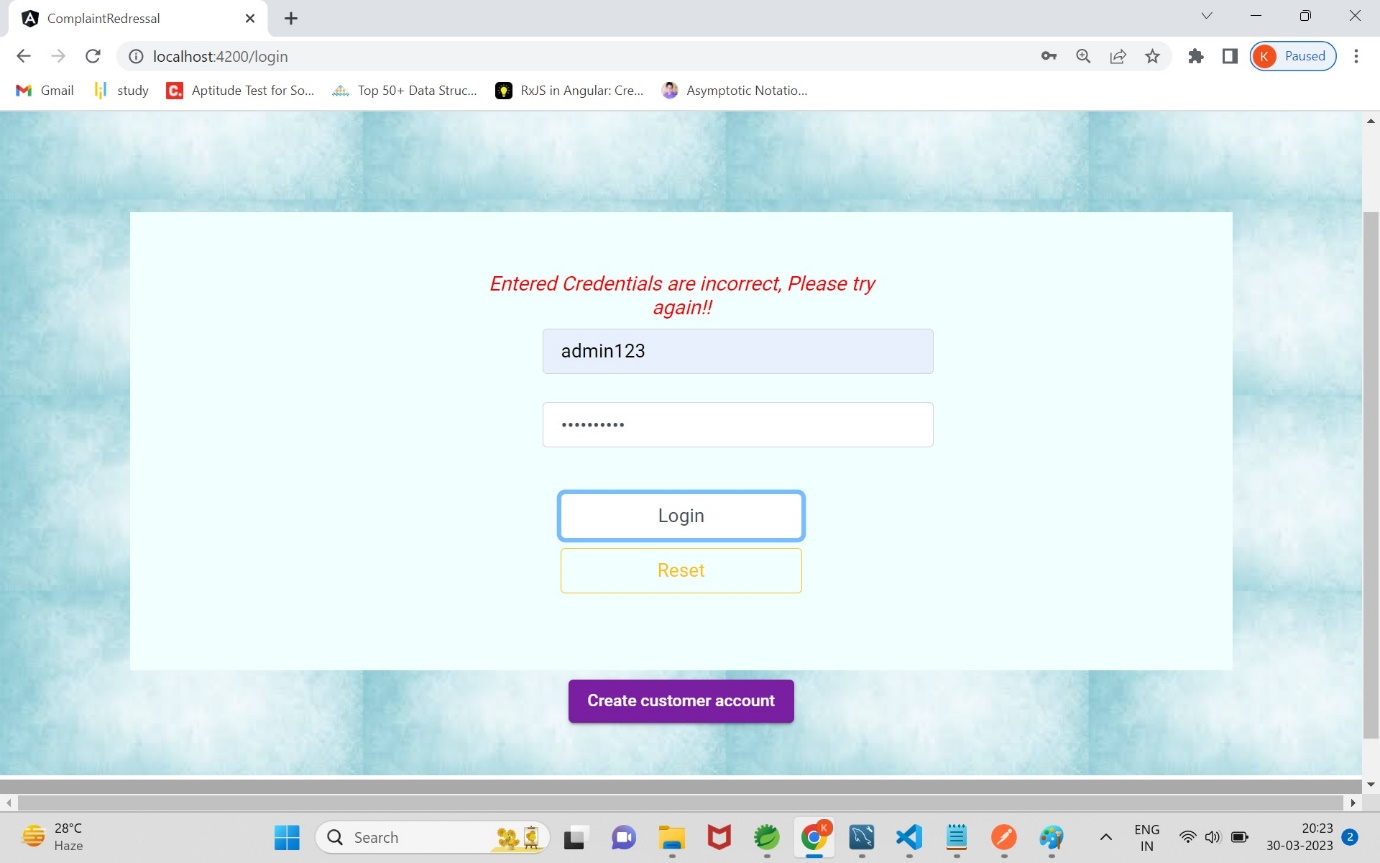 ComplaintRedressal
localhost:4200/login
K Paused
Gmail study Aptitude Test for So... Top 50+ Data Struc... RxJS in Angular: Cre... Asymptotic Notatio...
Entered Credentials are incorrect, Please try
again!!
admin123
••••••••••
Login
Reset
Create customer account
28°C
Haze
Search
K
ENG
IN
20:23
30-03-2023
2